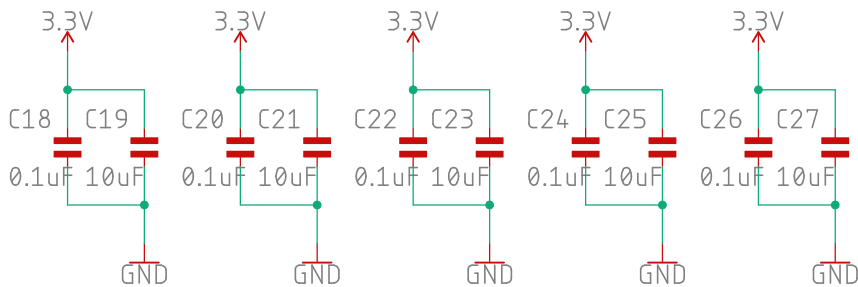 3.3V 3.3V 3.3V 3.3V 3.3V
C18 C19 C20 C21 C22 C23 C24 C25 C26 C27
0.1uF 10uF 0.1uF 10uF 0.1uF 10uF 0.1uF 10uF 0.1uF 10uF
GND GND GND GND GND